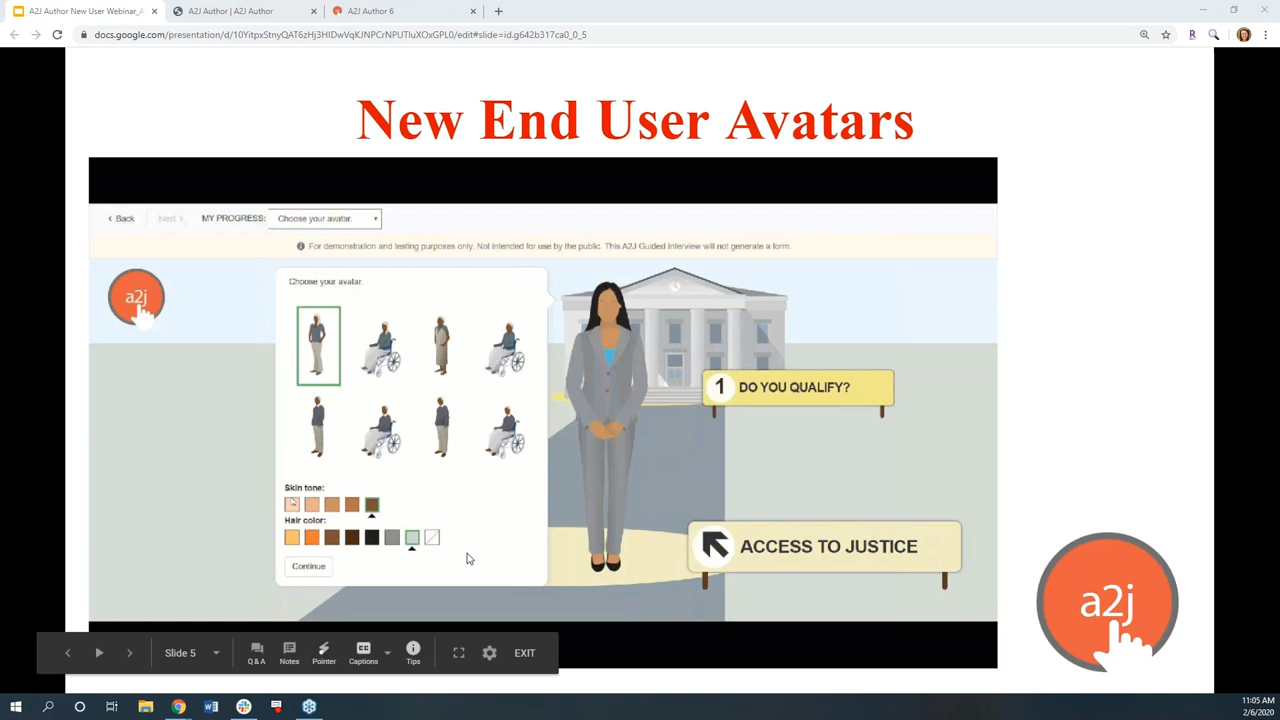 A2J Author New User Webinar_A
A2J Author | A2J Author
A2J Author 6
docs.google.com/presentation/d/10YitpxStnyQAT6zHj3HIDwVqKJNPCrNPUTluXOxGPL0/edit#slide=id.g642b317ca0_0_5
R
New End User Avatars
Back
Next
MY PROGRESS:
Choose your avatar.
For demonstration and testing purposes only. Not intended for use by the public. This A2J Guided Interview will not generate a form.
a2j
Choose your avatar.
1 DO YOU QUALIFY?
Skin tone:
Hair color:
Continue
ACCESS TO JUSTICE
a2j
Slide 5
Q & A
Notes
Pointer
Captions
Tips
EXIT
11:05 AM
2/6/2020